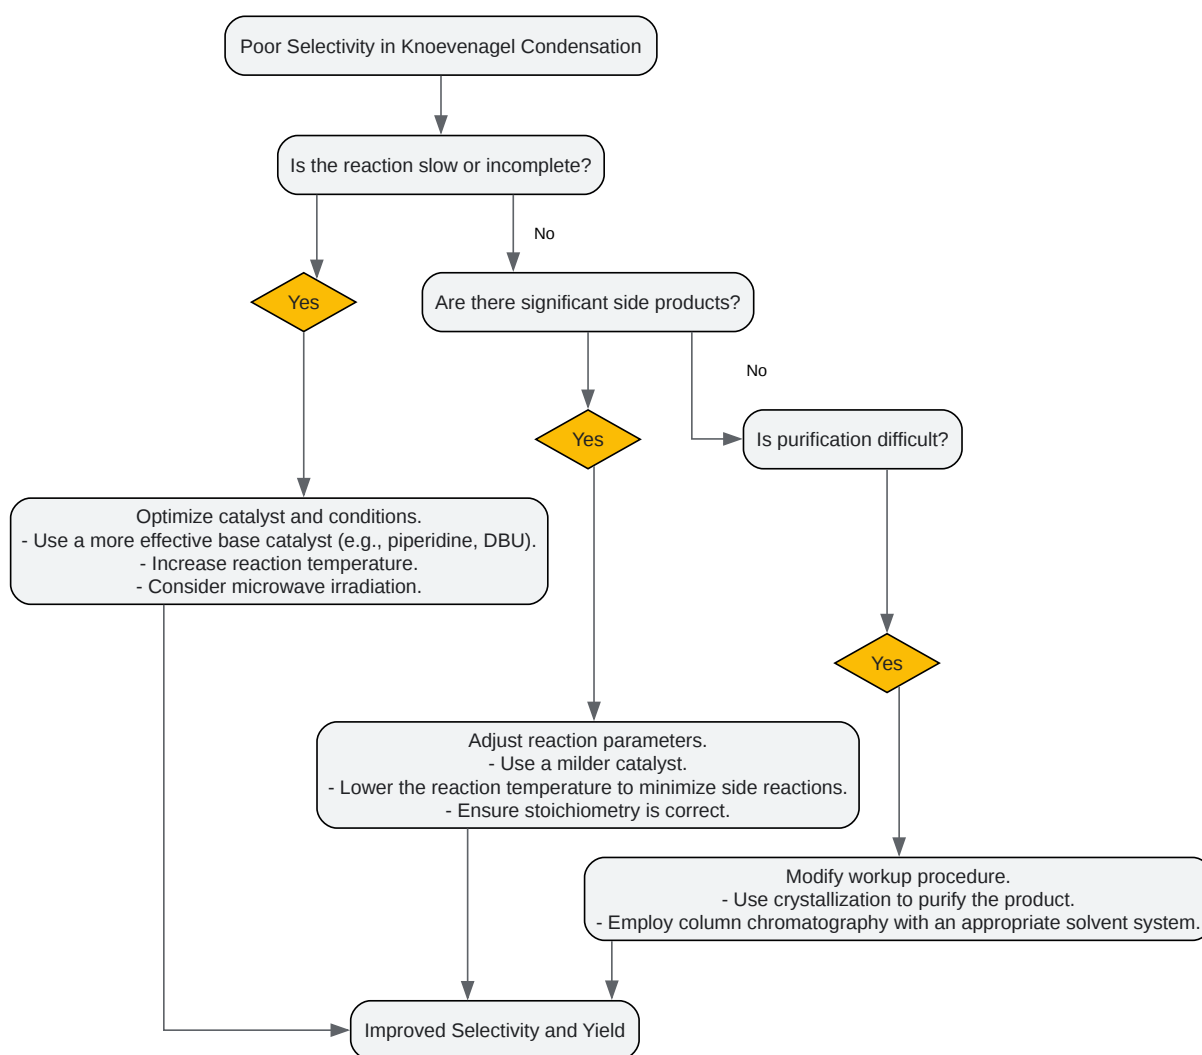 Poor Selectivity in Knoevenagel Condensation
Is the reaction slow or incomplete?
No
Yes
Are there significant side products?
No
Yes
Is purification difficult?
Optimize catalyst and conditions.
- Use a more effective base catalyst (e.g., piperidine, DBU).
- Increase reaction temperature.
- Consider microwave irradiation.
Yes
Adjust reaction parameters.
- Use a milder catalyst.
- Lower the reaction temperature to minimize side reactions.
- Ensure stoichiometry is correct.
Modify workup procedure.
- Use crystallization to purify the product.
- Employ column chromatography with an appropriate solvent system.
Improved Selectivity and Yield